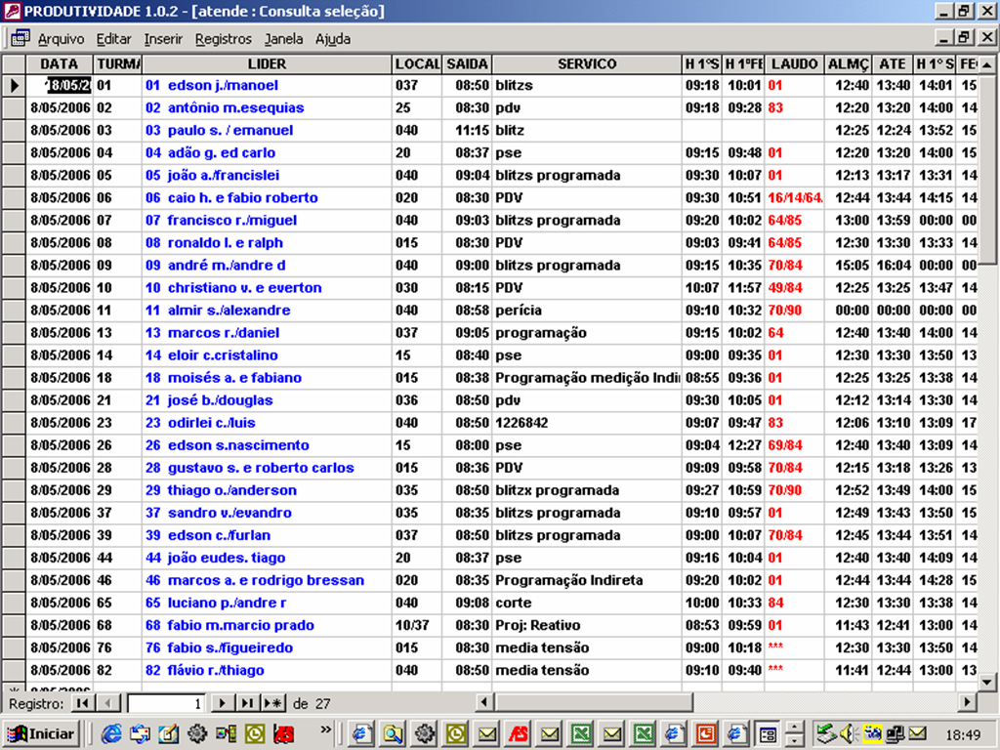 PRODUTIVIDADE 1.0.2 - [atende : Consulta seleção]
Arquivo Editar Inserir Registros Janela Ajuda
DATA TURMA LIDER LOCAL SAIDA SERVICO H 1ºS H 1ºFE LAUDO ALMÇ ATE H 1º S FE
18/05/2 01 01 edson j./manoel 037 08:50 blitzs 09:18 10:01 01 12:40 13:40 14:01 15
8/05/2006 02 02 antônio m.esequias 25 08:30 pdv 09:18 09:28 83 12:20 13:20 14:00 14
8/05/2006 03 03 paulo s. / emanuel 040 11:15 blitz 12:25 12:24 13:52 15
8/05/2006 04 04 adão g. ed carlo 20 08:37 pse 09:15 09:48 01 12:20 13:20 14:00 15
8/05/2006 05 05 joão a./francislei 040 09:04 blitzs programada 09:30 10:07 01 12:13 13:17 13:31 14
8/05/2006 06 06 caio h. e fabio roberto 020 08:30 PDV 09:30 10:51 16/14/64. 12:44 13:44 14:15 14
8/05/2006 07 07 francisco r./miguel 040 09:03 blitzs programada 09:20 10:02 64/85 13:00 13:59 00:00 00
8/05/2006 08 08 ronaldo l. e ralph 015 08:30 PDV 09:03 09:41 64/85 12:30 13:30 13:33 14
8/05/2006 09 09 andré m./andre d 040 09:00 blitzs programada 09:15 10:35 70/84 15:05 16:04 00:00 00
8/05/2006 10 10 christiano v. e everton 030 08:15 PDV 10:07 11:57 49/84 12:25 13:25 13:47 14
8/05/2006 11 11 almir s./alexandre 040 08:58 perícia 09:10 10:32 70/90 00:00 00:00 00:00 00
8/05/2006 13 13 marcos r./daniel 037 09:05 programação 09:15 10:02 64 12:40 13:40 14:00 14
8/05/2006 14 14 eloir c.cristalino 15 08:40 pse 09:00 09:35 01 12:30 13:30 13:50 13
8/05/2006 18 18 moisés a. e fabiano 015 08:38 Programação medição Indir 08:55 09:36 01 12:25 13:25 13:38 14
8/05/2006 21 21 josé b./douglas 036 08:50 pdv 09:30 10:05 01 12:12 13:14 13:30 14
8/05/2006 23 23 odirlei c./luis 040 08:50 1226842 09:07 09:47 83 12:06 13:10 13:09 17
8/05/2006 26 26 edson s.nascimento 15 08:00 pse 09:04 12:27 69/84 12:40 13:40 13:09 14
8/05/2006 28 28 gustavo s. e roberto carlos 015 08:36 PDV 09:09 09:58 70/84 12:15 13:18 13:26 13
8/05/2006 29 29 thiago o./anderson 035 08:50 blitzx programada 09:27 10:59 70/90 12:52 13:49 14:00 15
8/05/2006 37 37 sandro v./evandro 035 08:35 blitzs programada 09:10 09:57 01 12:49 13:43 13:50 15
8/05/2006 39 39 edson c./furlan 037 08:50 blitzs programada 09:00 10:07 70/84 12:45 13:44 13:51 14
8/05/2006 44 44 joão eudes. tiago 20 08:37 pse 09:16 10:04 01 12:40 13:40 14:09 14
8/05/2006 46 46 marcos a. e rodrigo bressan 020 08:35 Programação Indireta 09:20 10:02 01 12:44 13:44 14:28 15
8/05/2006 65 65 luciano p./andre r 040 09:08 corte 10:00 10:33 84 12:30 13:30 13:38 14
8/05/2006 68 68 fabio m.marcio prado 10/37 08:30 Proj: Reativo 08:53 09:59 01 11:43 12:41 13:00 14
8/05/2006 76 76 fabio s./figueiredo 015 08:30 media tensão 09:00 10:18 *** 12:30 13:30 13:50 14
8/05/2006 82 82 flávio r./thiago 040 08:50 media tensão 09:10 09:40 *** 11:41 12:44 13:00 13
Registro: 1 de 27
Iniciar » 18:49